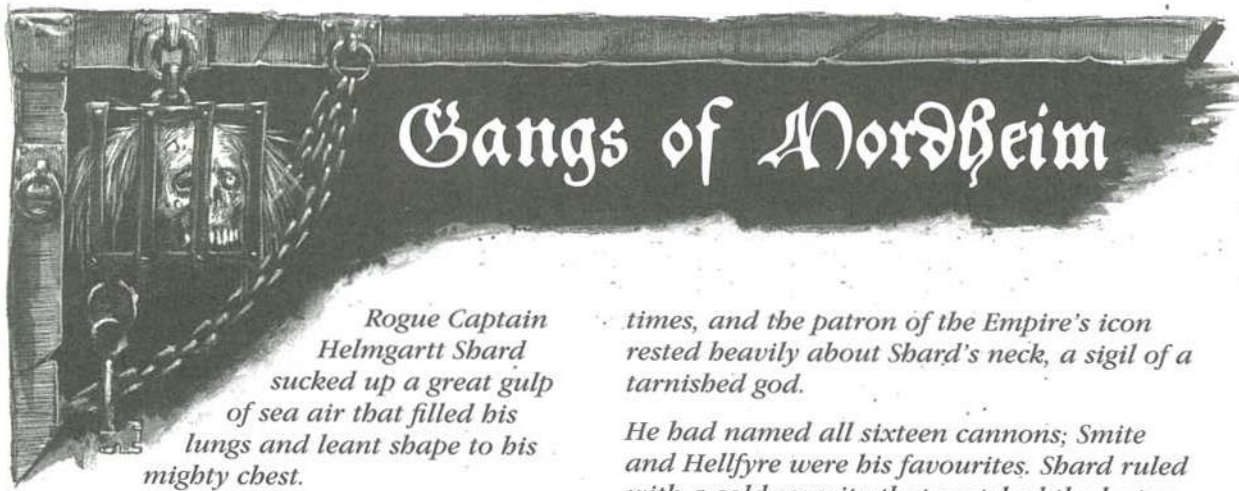 Gangs of Mordheim
Rogue Captain
Helmgartt Shard
sucked up a great gulp
of sea air that filled his
lungs and leant shape to his
mighty chest.
times, and the patron of the Empire's icon
rested heavily about Shard's neck, a sigil of a
tarnished god.
He had named all sixteen cannons; Smite
and Hellfyre were his favourites. Shard ruled
with a cold